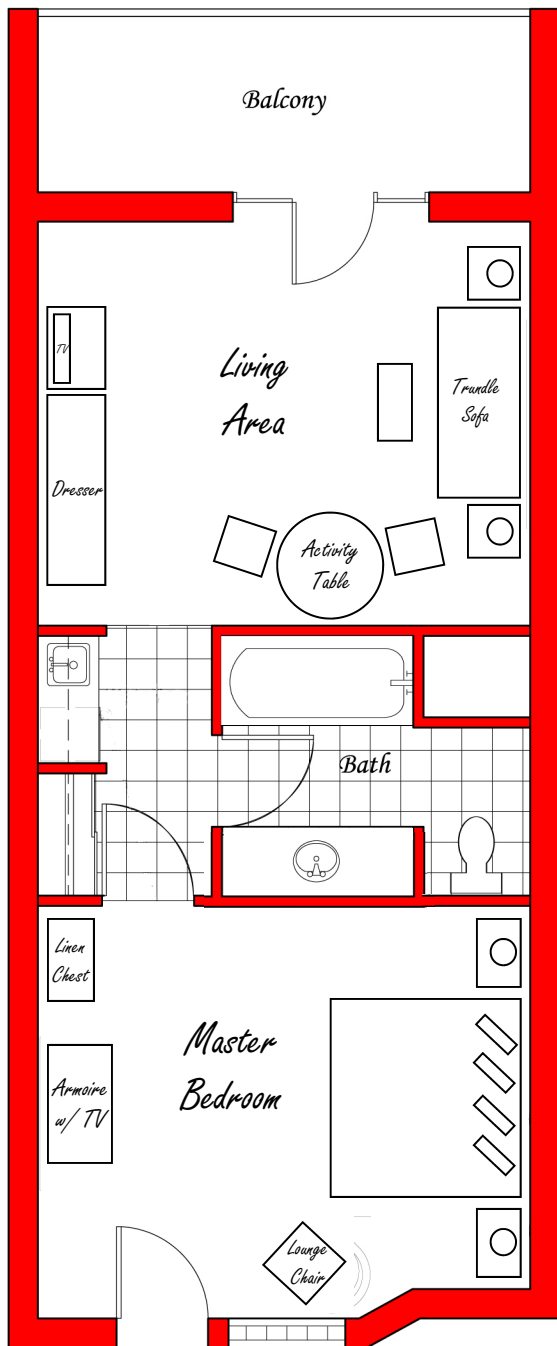 Balcony
TV
Living
Area
Trundle
Sofa
Dresser
Activity
Table
Bath
Linen
Chest
Master
Bedroom
Armoire
w/ TV
Lounge
Chair